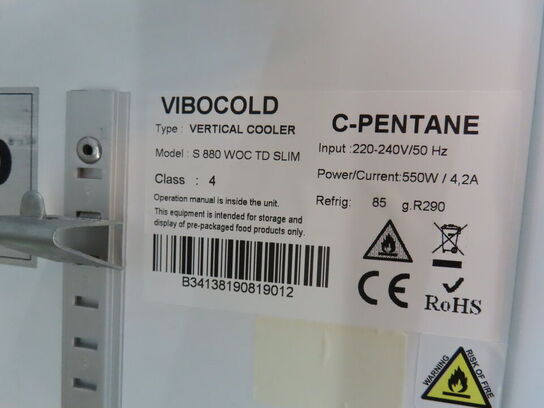 VIBOCOLD
Type : VERTICAL COOLER
Model : S 880 WOC TD SLIM
Class : 4
Operation manual is inside the unit.
This equipment is intended for storage and
display of pre-packaged food products only.
B34138190819012
C-PENTANE
Input :220-240V/50 Hz
Power/Current:550W / 4,2A
Refrig: 85 g.R290
CE
RoHS
WARNING
RISK OF FIRE